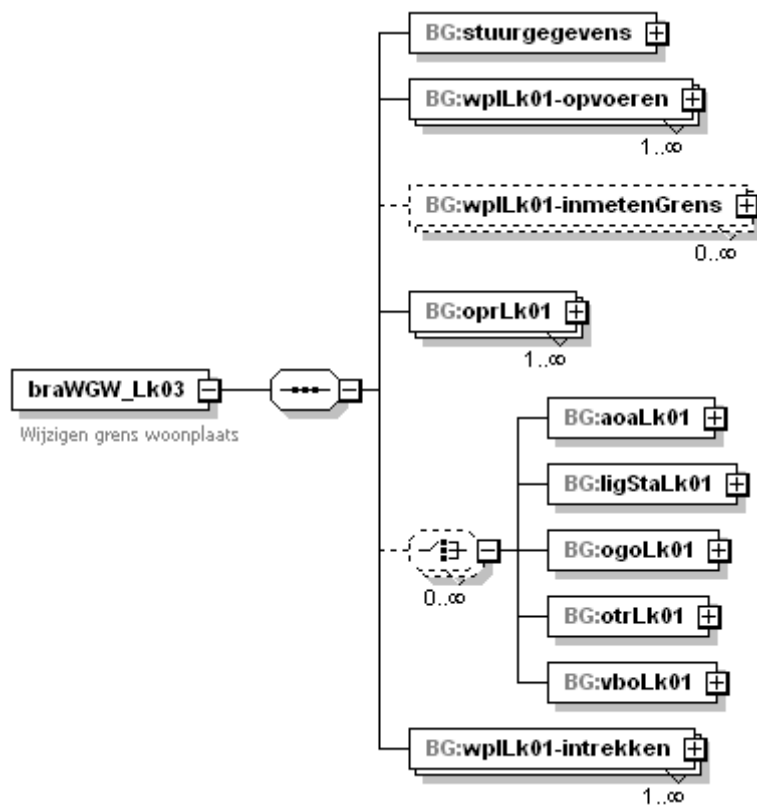 BG:stuurgegevens
BG:wplLk01-opvoeren
1..∞
BG:wplLk01-inmetenGrens
0..∞
BG:oprLk01
1..∞
braWGW_Lk03
Wijzigen grens woonplaats
BG:aoaLk01
BG:ligStaLk01
BG:ogoLk01
0..∞
BG:otrLk01
BG:vboLk01
BG:wplLk01-intrekken
1..∞